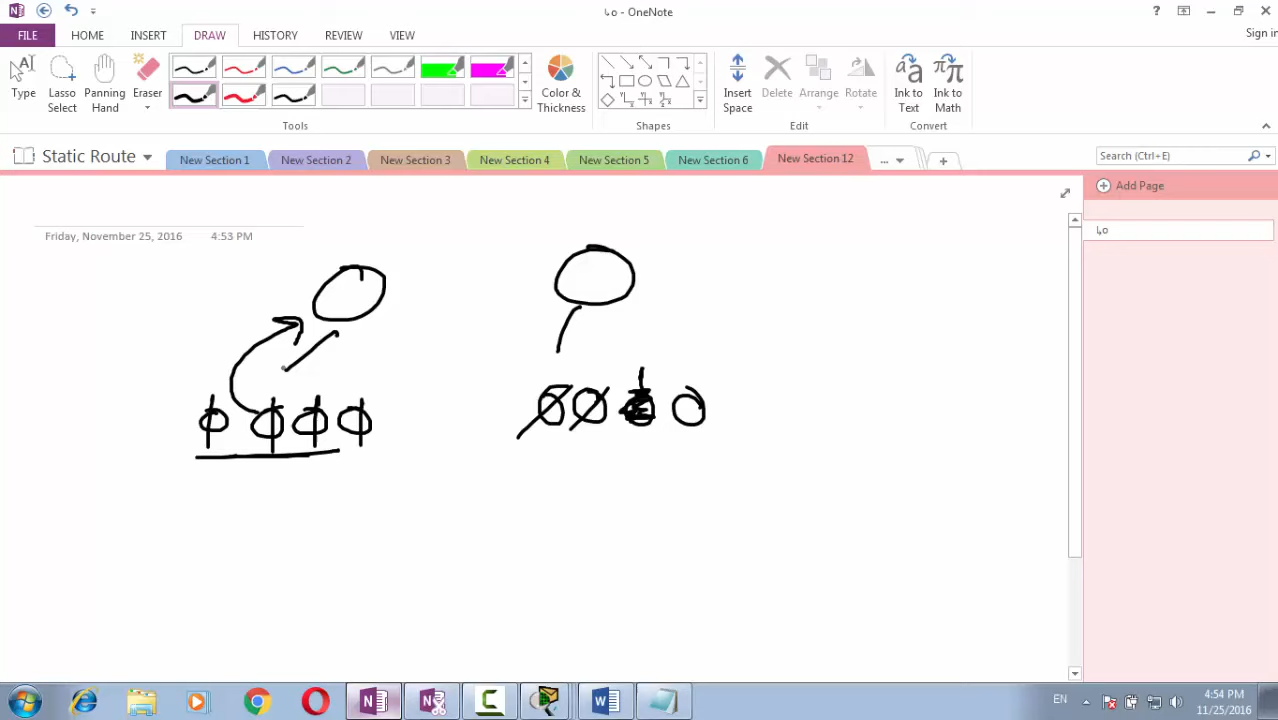 ↳o - OneNote
? 
Sign in
FILE HOME INSERT DRAW HISTORY REVIEW VIEW
Type
Lasso Select
Panning Hand
Eraser
Color & Thickness
Insert Space
Delete
Arrange
Rotate
Ink to Text
Ink to Math
Tools Shapes Edit Convert
Static Route New Section 1 New Section 2 New Section 3 New Section 4 New Section 5 New Section 6 New Section 12 ...
Search (Ctrl+E)
Add Page
↳o
Friday, November 25, 2016 4:53 PM
EN 4:54 PM
11/25/2016